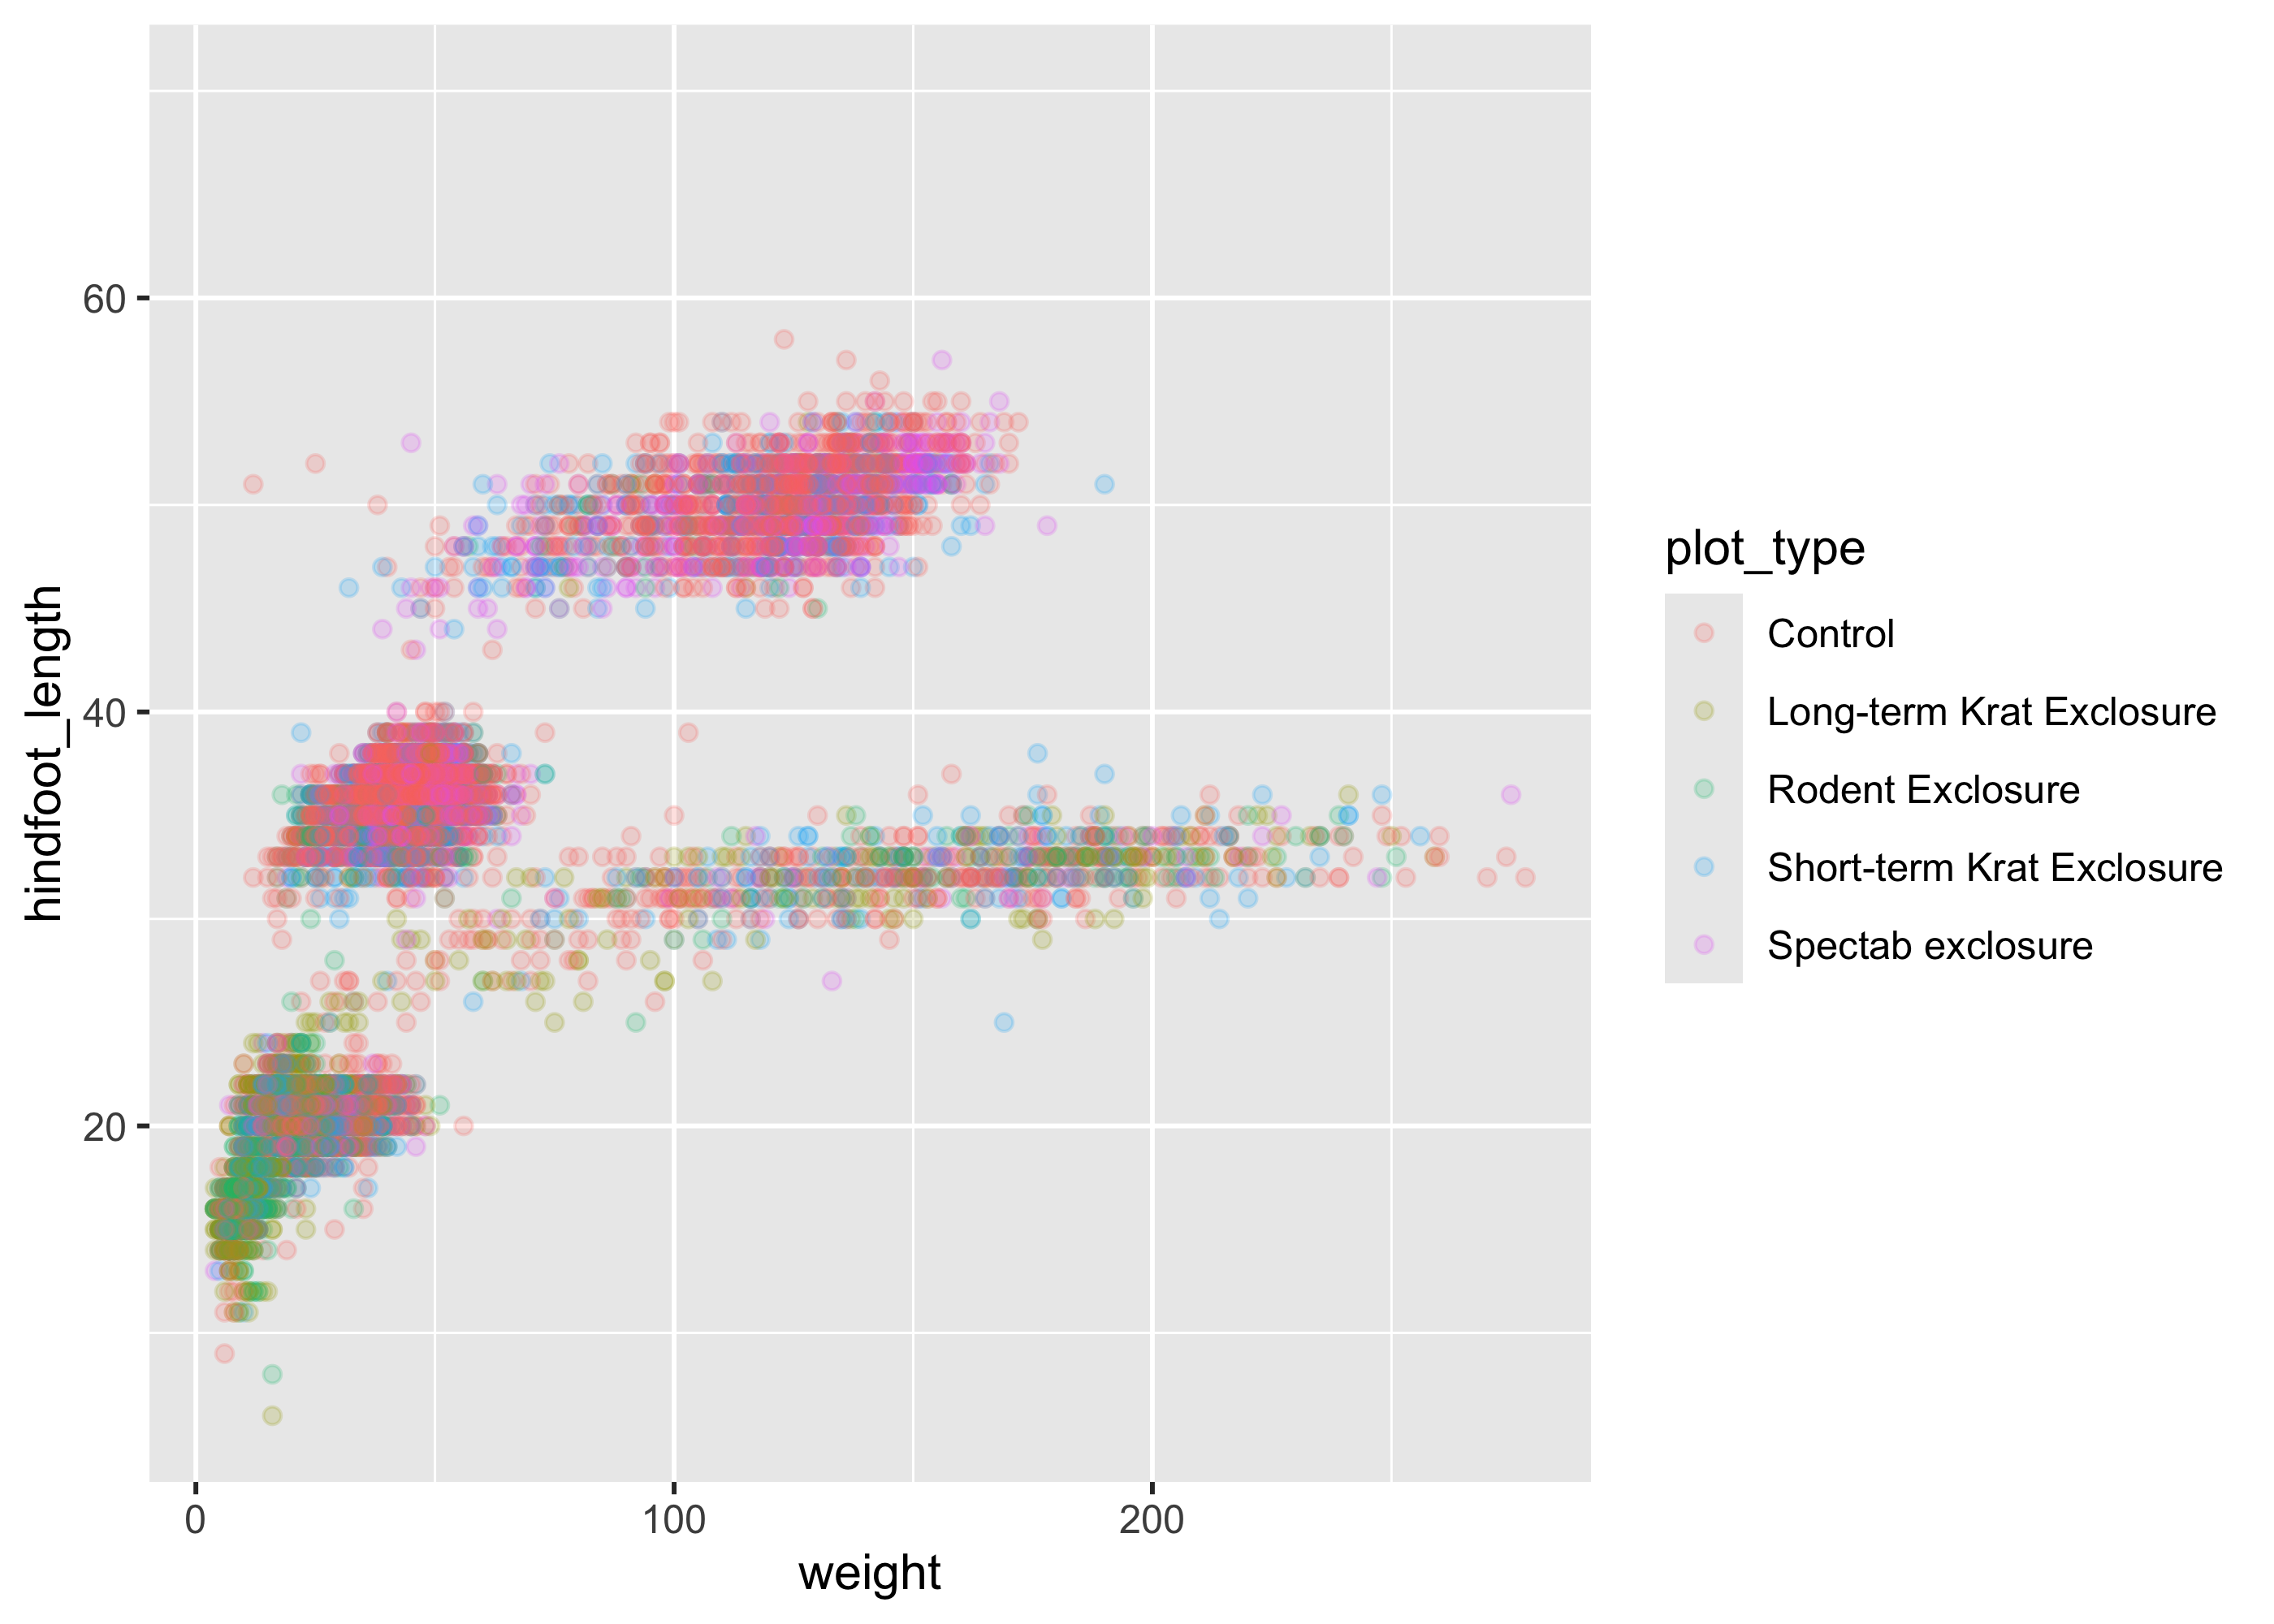 hindfoot_length
60
40
20
0
100
200
weight
plot_type
Control
Long-term Krat Exclosure
Rodent Exclosure
Short-term Krat Exclosure
Spectab exclosure